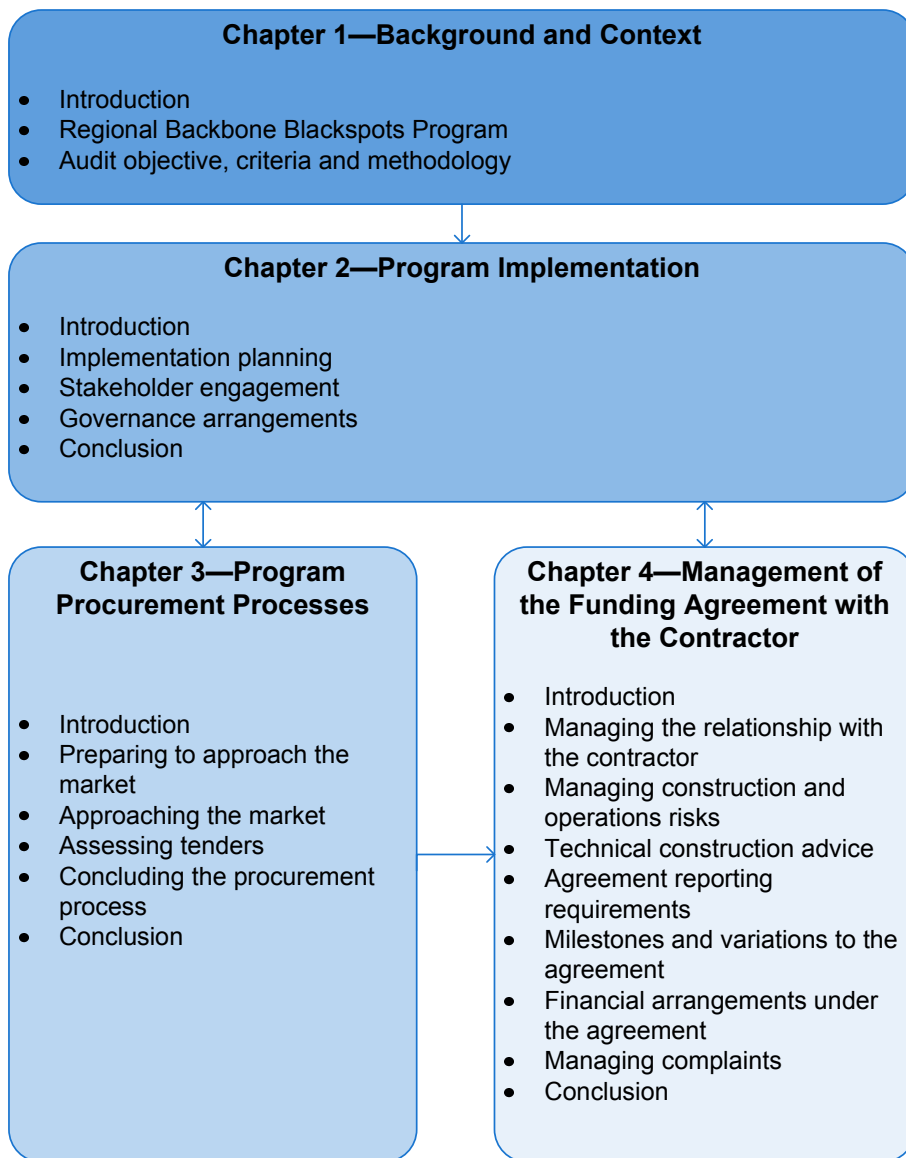 Chapter 1—Background and Context
• Introduction
• Regional Backbone Blackspots Program
• Audit objective, criteria and methodology
Chapter 2—Program Implementation
• Introduction
• Implementation planning
• Stakeholder engagement
• Governance arrangements
• Conclusion
Chapter 3—Program
Procurement Processes
• Introduction
• Preparing to approach the
market
• Approaching the market
• Assessing tenders
• Concluding the procurement
process
• Conclusion
Chapter 4—Management of
the Funding Agreement with
the Contractor
• Introduction
• Managing the relationship with
the contractor
• Managing construction and
operations risks
• Technical construction advice
• Agreement reporting
requirements
• Milestones and variations to the
agreement
• Financial arrangements under
the agreement
• Managing complaints
• Conclusion